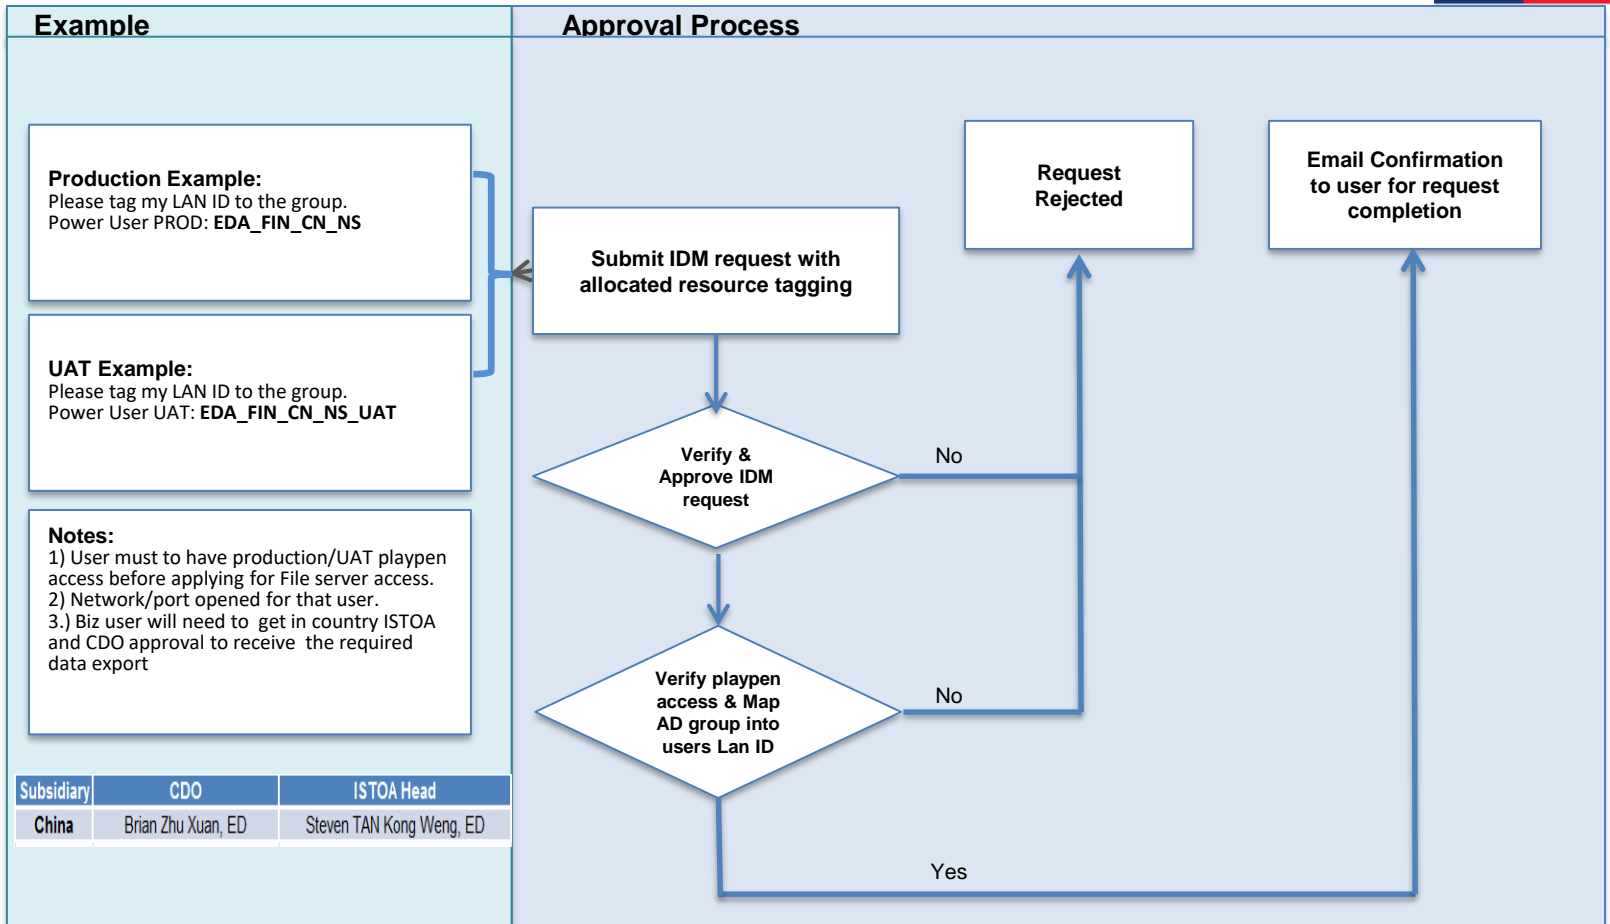 Example
Approval Process
Production Example:
Please tag my LAN ID to the group.
Power User PROD: EDA_FIN_CN_NS
UAT Example:
Please tag my LAN ID to the group.
Power User UAT: EDA_FIN_CN_NS_UAT
Notes:
1) User must to have production/UAT playpen
access before applying for File server access.
2) Network/port opened for that user.
3.) Biz user will need to  get in country ISTOA
and CDO approval to receive  the required
data export
Subsidiary CDO ISTOA Head
China Brian Zhu Xuan, ED Steven TAN Kong Weng, ED
Submit IDM request with
allocated resource tagging
Verify &
Approve IDM
request
No
Verify playpen
access & Map
AD group into
users Lan ID
No
Yes
Request
Rejected
Email Confirmation
to user for request
completion